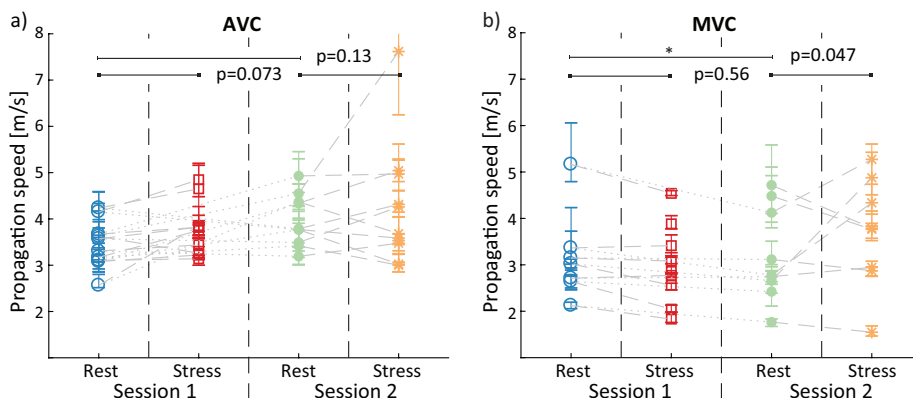 a)
AVC
8
7
6
5
4
3
2
Propagation speed [m/s]
p=0.13
p=0.073
Rest
Stress
Rest
Stress
Session 1
Session 2
b)
MVC
8
7
6
5
4
3
2
Propagation speed [m/s]
*
p=0.047
p=0.56
Rest
Stress
Rest
Stress
Session 1
Session 2